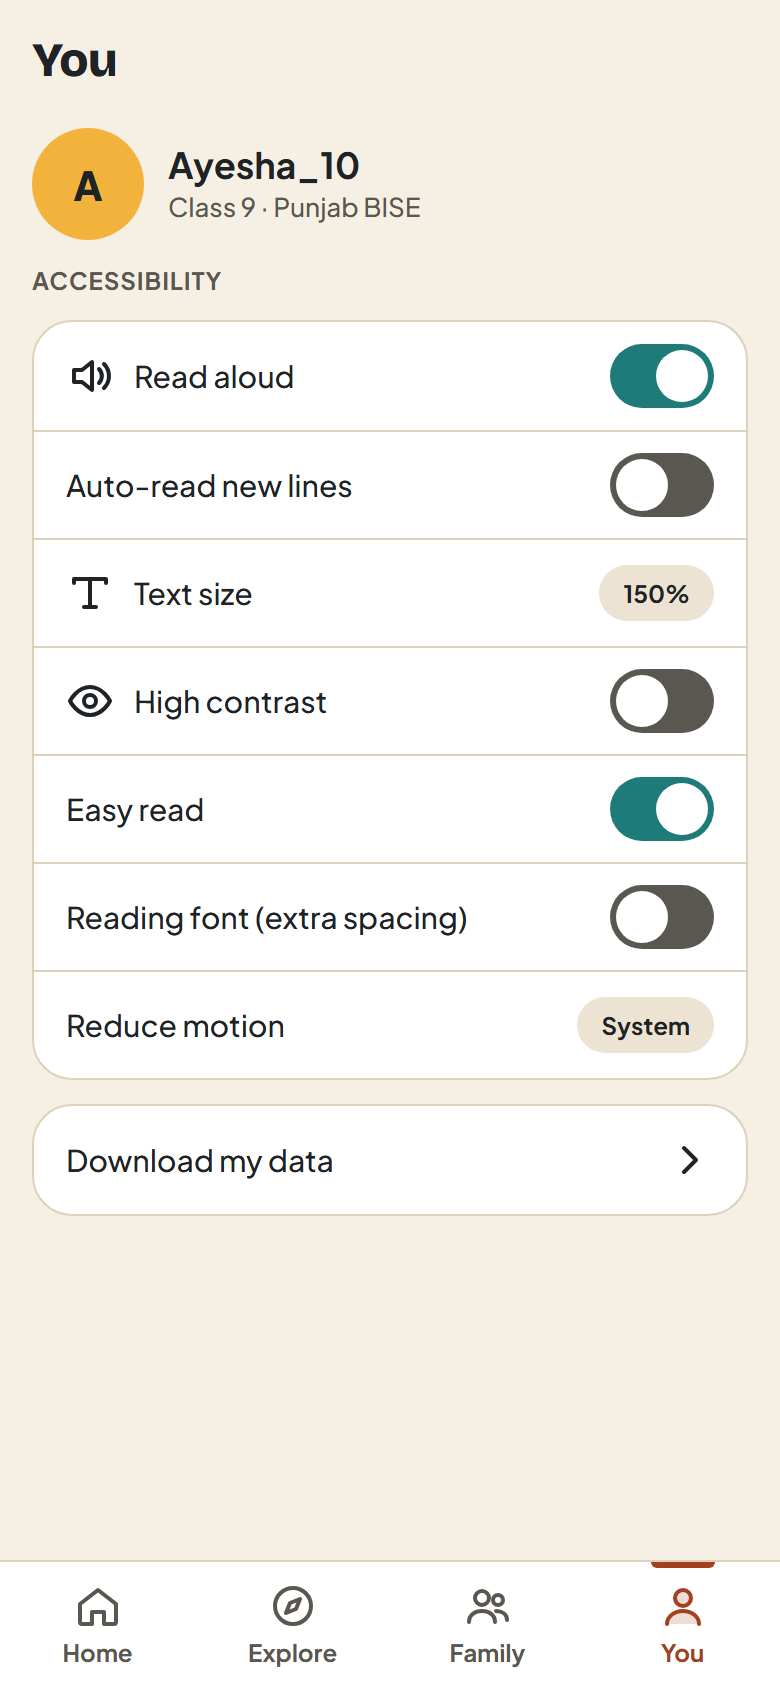 You
A
Ayesha_10
Class 9 · Punjab BISE
ACCESSIBILITY
Read aloud
Auto-read new lines
Text size
150%
High contrast
Easy read
Reading font (extra spacing)
Reduce motion
System
Download my data
Home
Explore
Family
You